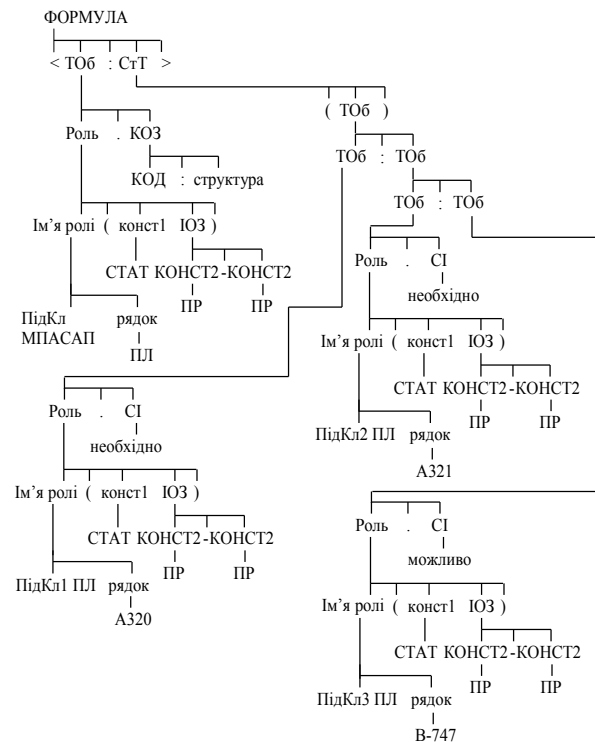 ФОРМУЛА
< ТОб : СтТ >
( ТОб )
Роль . КОЗ
ТОб : ТОб
КОД : структура
ТОб : ТОб
Ім’я ролі ( конст1 ІОЗ )
Роль . СІ
СТАТ КОНСТ2-КОНСТ2
необхідно
ПР ПР
ПідКл рядок
МПАСАП
ПЛ
Ім’я ролі ( конст1 ІОЗ )
СТАТ КОНСТ2-КОНСТ2
ПР ПР
Роль . СІ
необхідно
ПідКл2 ПЛ рядок
А321
Ім’я ролі ( конст1 ІОЗ )
СТАТ КОНСТ2-КОНСТ2
ПР ПР
ПідКл1 ПЛ рядок
А320
Роль . СІ
можливо
Ім’я ролі ( конст1 ІОЗ )
СТАТ КОНСТ2-КОНСТ2
ПР ПР
ПідКл3 ПЛ рядок
В-747